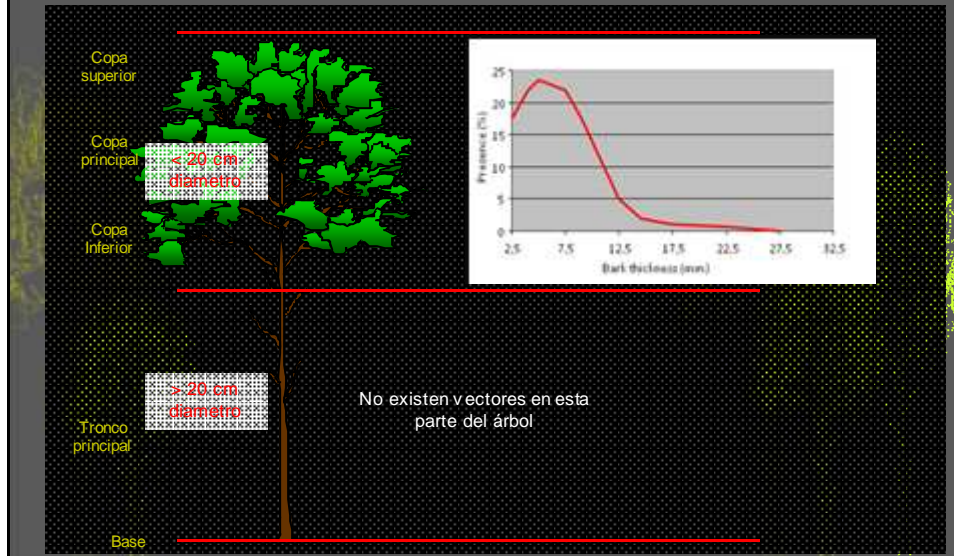 Copa
superior
Copa
principal
< 20 cm
diametro
Copa
Inferior
25
20
15
10
5
0
Presence (%)
2,5 7,5 12,5 17,5 22,5 27,5 32,5
Bark thickness (mm)
> 20 cm
diametro
No existen vectores en esta
parte del árbol
Tronco
principal
Base